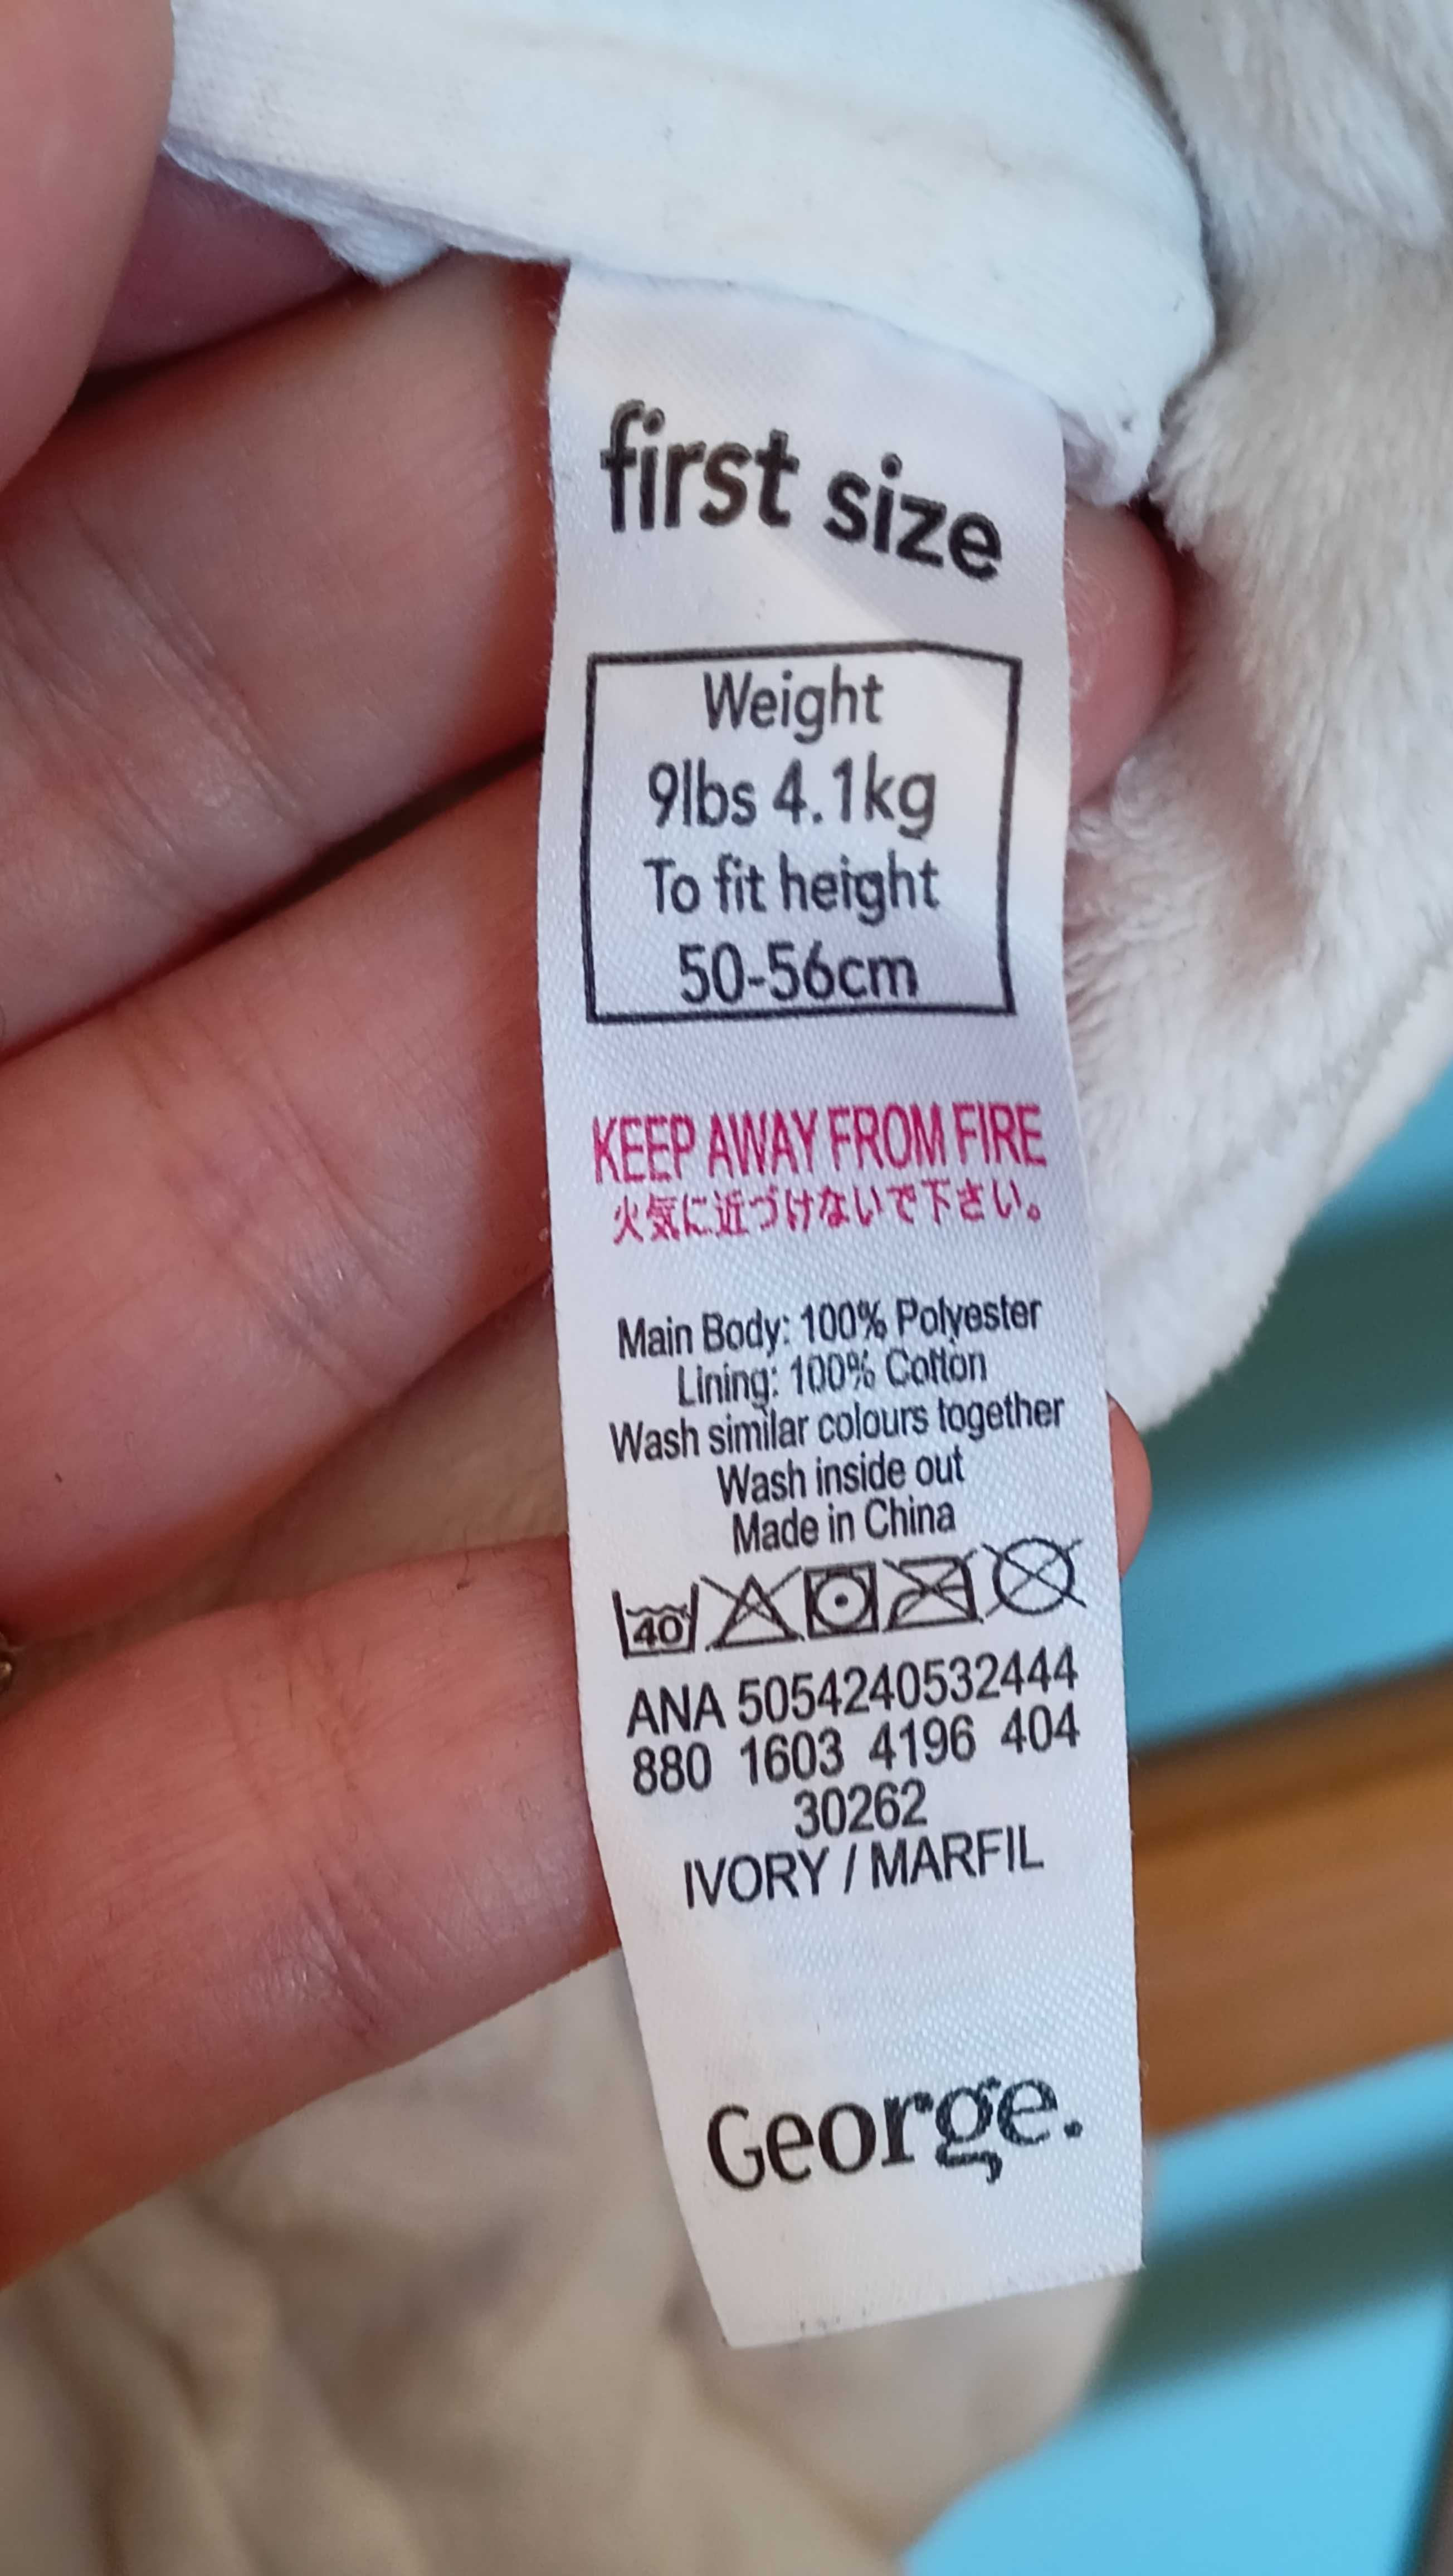 first size
Weight
9lbs 4.1kg
To fit height
50-56cm
KEEP AWAY FROM FIRE
火気に近づけないで下さい。
Main Body: 100% Polyester
Lining: 100% Cotton
Wash similar colours together
Wash inside out
Made in China
40
ANA 5054240532444
880 1603 4196 404
30262
IVORY / MARFIL
George.